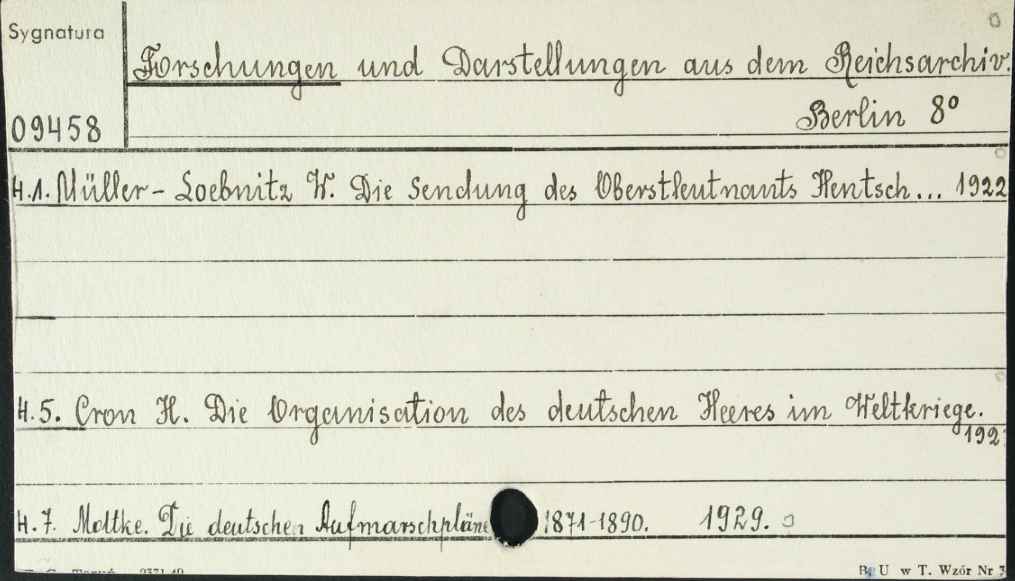 Sygnatura
Forschungen und Darstellungen aus dem Reichsarchiv.
09458
Berlin 8°
H.1. Müller-Loebnitz W. Die Sendung des Oberstleutnants Hentsch... 1922
H.5. Cron H. Die Organisation des deutschen Heeres im Weltkriege.
192
H.7. Moltke. Die deutschen Aufmarschpläne 1871-1890. 1929.
B. U w T. Wzór Nr